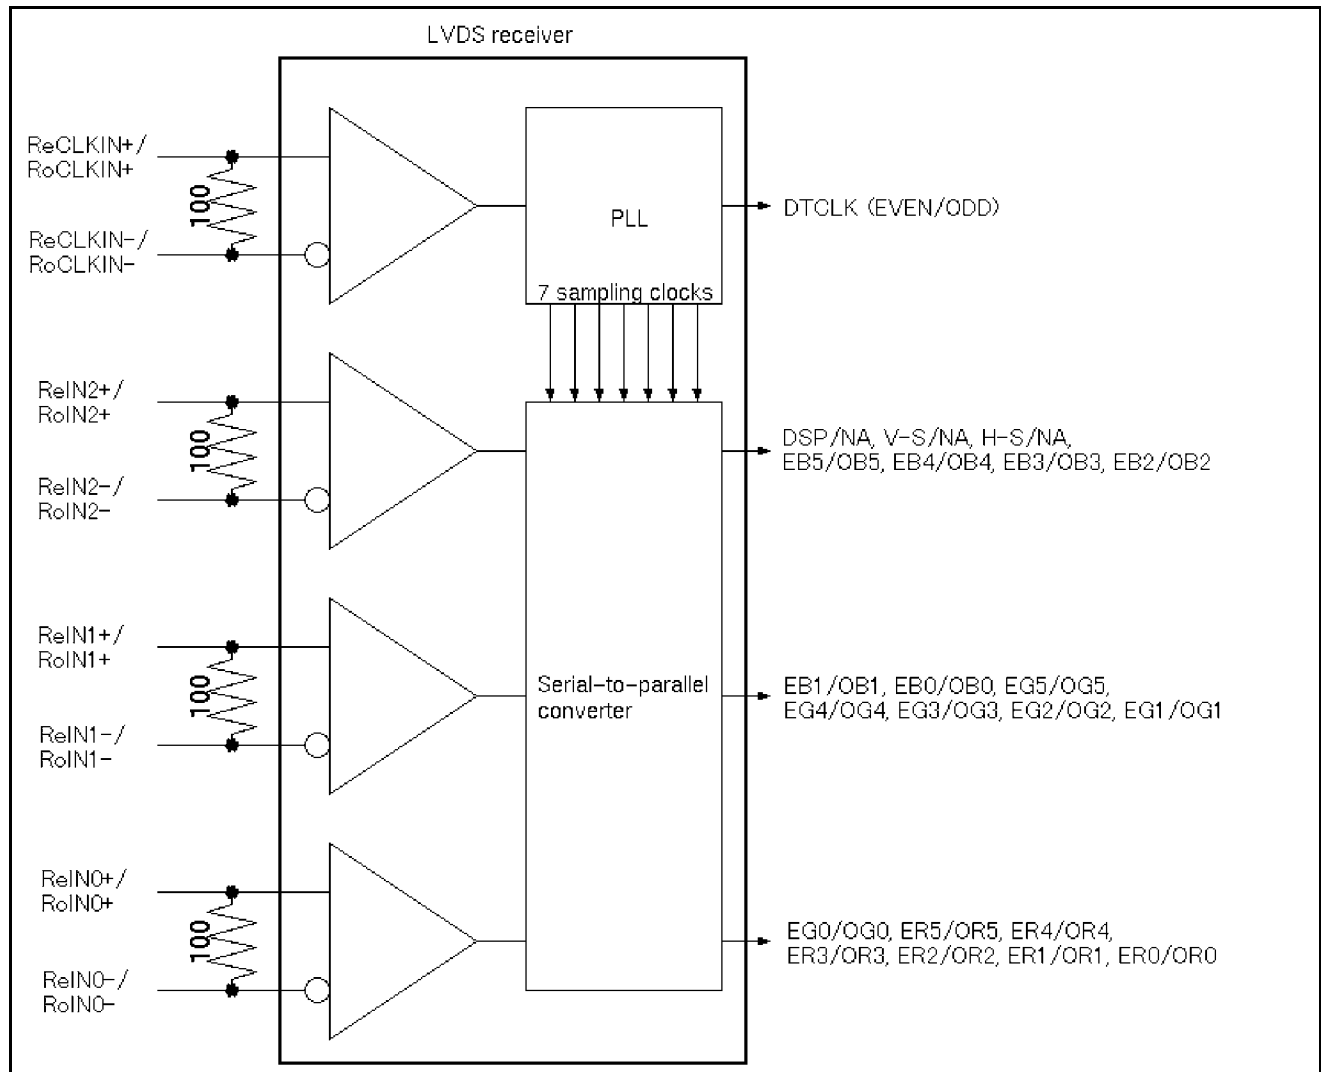 LVDS receiver
ReCLKIN+/
RoCLKIN+
100
ReCLKIN-/
RoCLKIN-
PLL
7 sampling clocks
DTCLK (EVEN/ODD)
ReIN2+/
RoIN2+
100
ReIN2-/
RoIN2-
DSP/NA, V-S/NA, H-S/NA,
EB5/OB5, EB4/OB4, EB3/OB3, EB2/OB2
ReIN1+/
RoIN1+
100
ReIN1-/
RoIN1-
Serial-to-parallel
converter
EB1/OB1, EB0/OB0, EG5/OG5,
EG4/OG4, EG3/OG3, EG2/OG2, EG1/OG1
ReIN0+/
RoIN0+
100
ReIN0-/
RoIN0-
EG0/OG0, ER5/OR5, ER4/OR4,
ER3/OR3, ER2/OR2, ER1/OR1, ER0/OR0